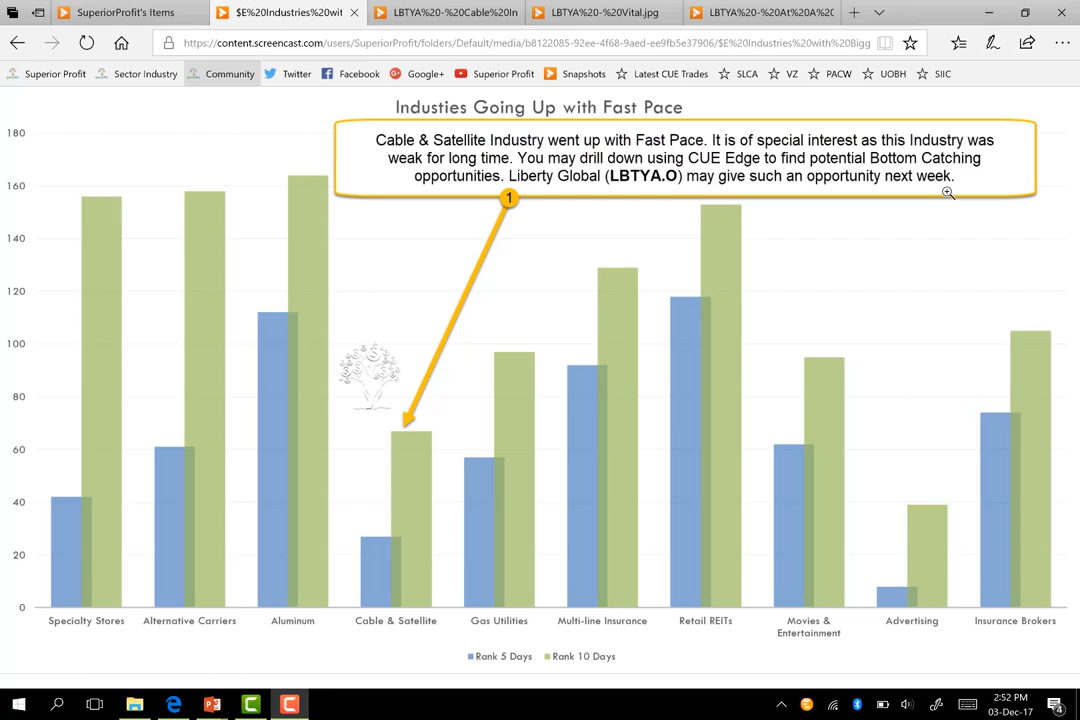 SuperiorProfit's Items
$E%20Industries%20wit
LBTYA%20-%20Cable%20In
LBTYA%20-%20Vital.jpg
LBTYA%20-%20At%20A%20C
https://content.screencast.com/users/SuperiorProfit/folders/Default/media/b8122085-92ee-4f68-9aed-ee9fb5e37906/$E%20Industries%20with%20Bigg
Superior Profit
Sector Industry
Community
Twitter
Facebook
Google+
Superior Profit
Snapshots
Latest CUE Trades
SLCA
VZ
PACW
UOBH
SIIC
Industies Going Up with Fast Pace
Cable & Satellite Industry went up with Fast Pace. It is of special interest as this Industry was
weak for long time. You may drill down using CUE Edge to find potential Bottom Catching
opportunities. Liberty Global (LBTYA.O) may give such an opportunity next week.
1
180
160
140
120
100
80
60
40
20
0
Specialty Stores
Alternative Carriers
Aluminum
Cable & Satellite
Gas Utilities
Multi-line Insurance
Retail REITs
Movies &
Entertainment
Advertising
Insurance Brokers
Rank 5 Days
Rank 10 Days
2:52 PM
03-Dec-17
4